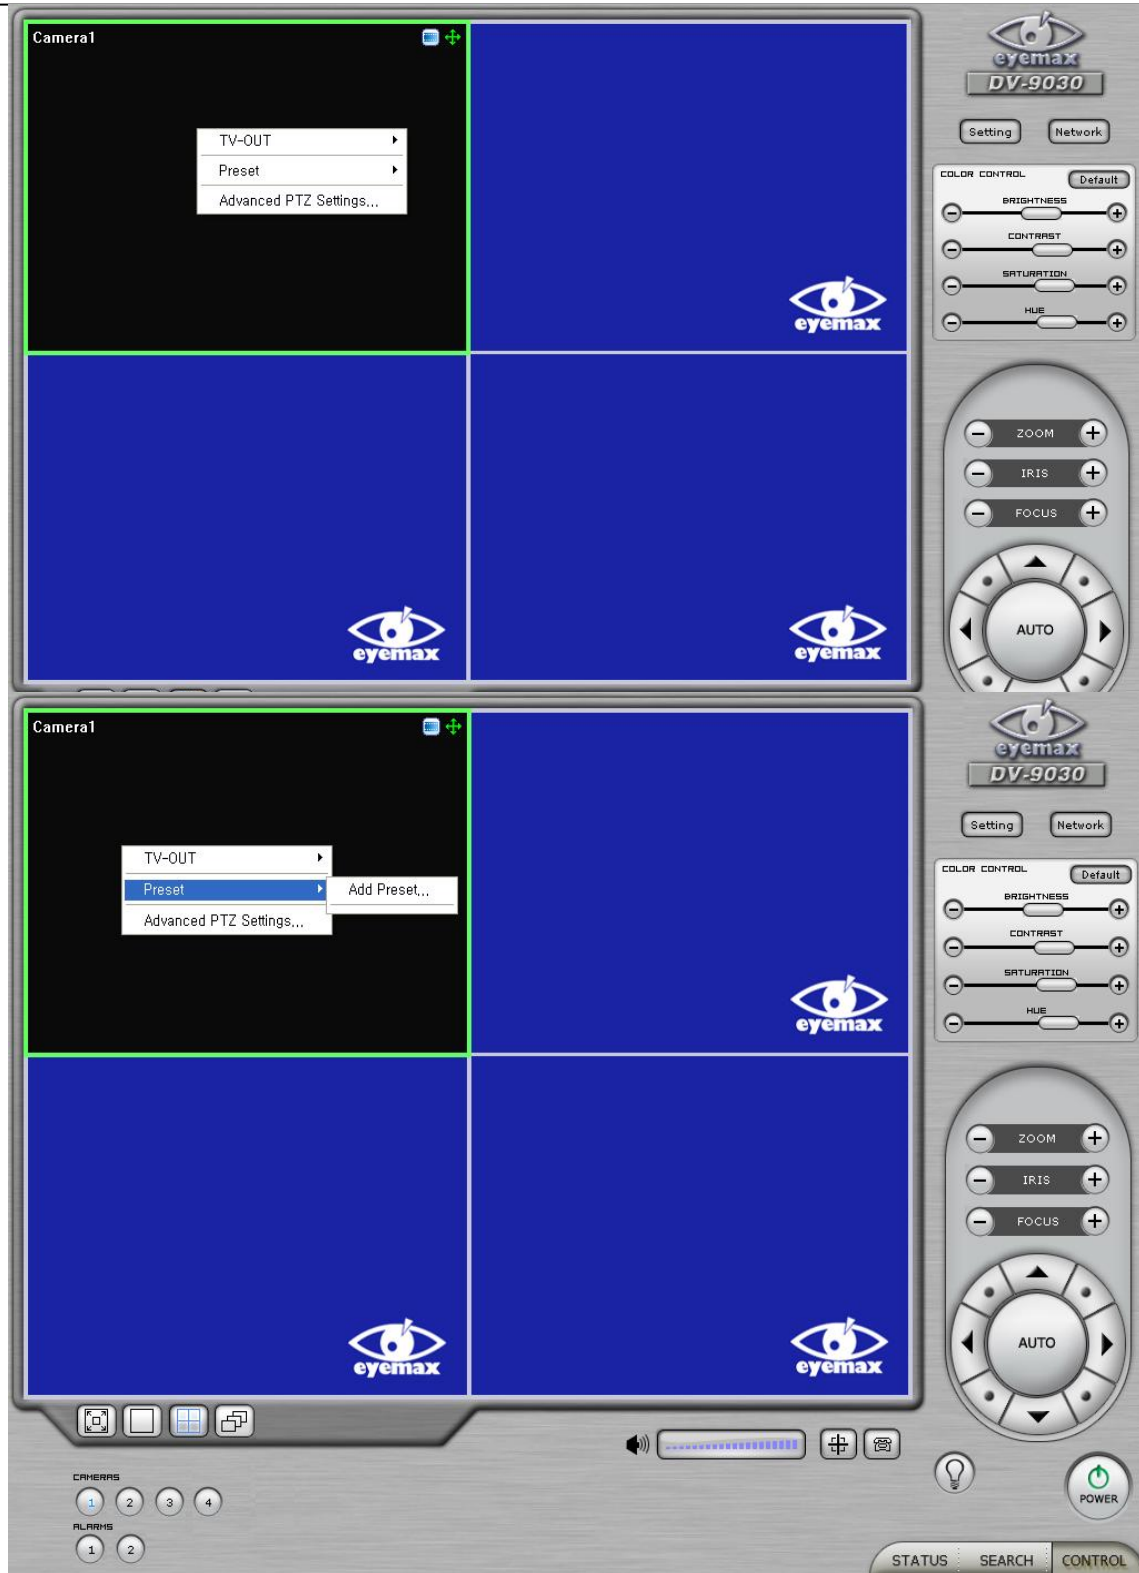 Camera1
eyemax
DV-9030
Setting Network
COLOR CONTROL Default
BRIGHTNESS
CONTRAST
SATURATION
HUE
TV-OUT
Preset
Advanced PTZ Settings...
eyemax
ZOOM
IRIS
FOCUS
AUTO
eyemax
eyemax
Camera1
eyemax
DV-9030
Setting Network
COLOR CONTROL Default
BRIGHTNESS
CONTRAST
SATURATION
HUE
TV-OUT
Preset Add Preset...
Advanced PTZ Settings...
eyemax
ZOOM
IRIS
FOCUS
AUTO
eyemax
eyemax
CAMERAS
1 2 3 4
POWER
ALARMS
1 2
STATUS SEARCH CONTROL